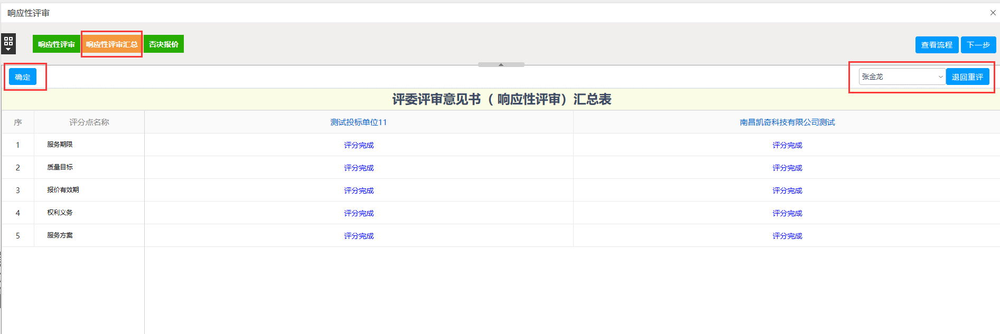 响应性评审
响应性评审 响应性评审汇总 否决报价 查看流程 下一步
确定 张金龙 退回重评
评委评审意见书（ 响应性评审）汇总表
序 评分点名称 测试投标单位11 南昌凯奇科技有限公司测试
1 服务期限 评分完成 评分完成
2 质量目标 评分完成 评分完成
3 报价有效期 评分完成 评分完成
4 权利义务 评分完成 评分完成
5 服务方案 评分完成 评分完成